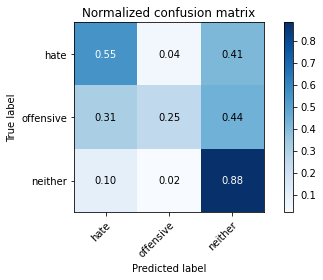 Normalized confusion matrix
hate 0.55 0.04 0.41
offensive 0.31 0.25 0.44
neither 0.10 0.02 0.88
True label
hate offensive neither
Predicted label
0.8
0.7
0.6
0.5
0.4
0.3
0.2
0.1